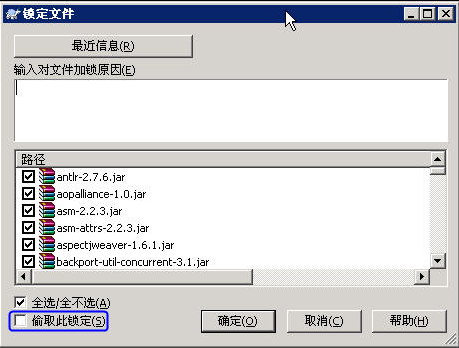 锁定文件
最近信息(R)
输入对文件加锁原因(E)
路径
antlr-2.7.6.jar
aopalliance-1.0.jar
asm-2.2.3.jar
asm-attrs-2.2.3.jar
aspectjweaver-1.6.1.jar
backport-util-concurrent-3.1.jar
全选/全不选(A)
偷取此锁定(S)
确定(O) 取消(C) 帮助(H)